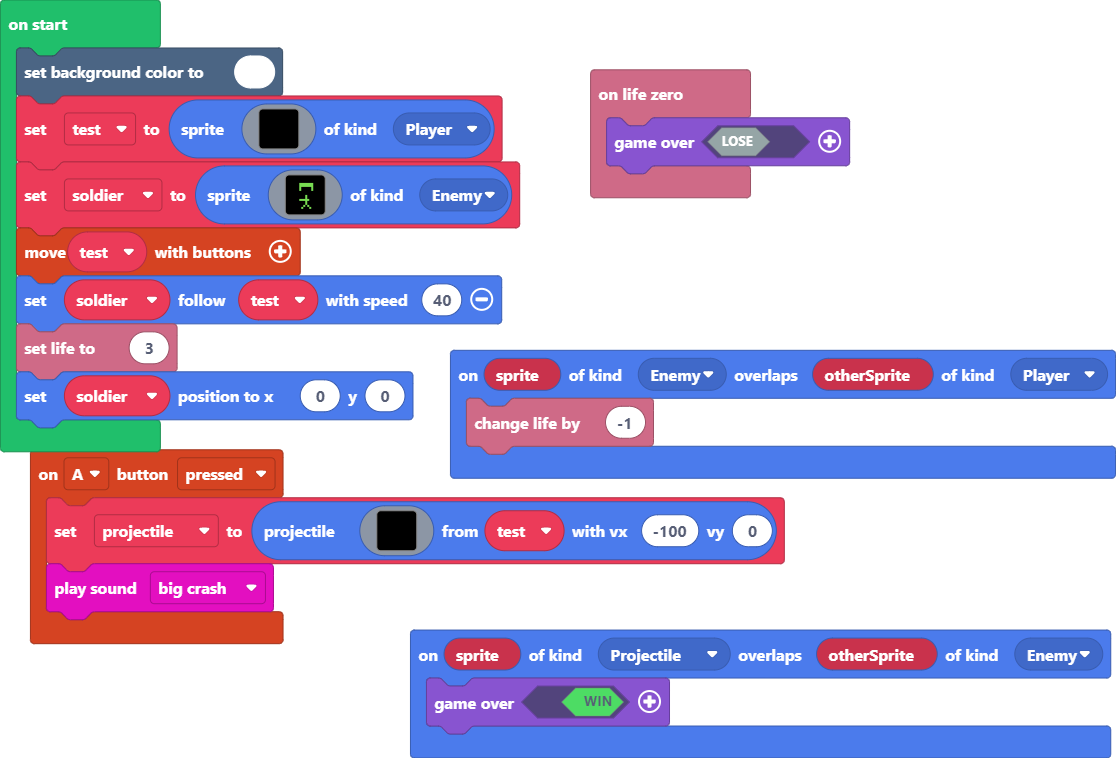 on start
set background color to
set test to sprite of kind Player
set soldier to sprite of kind Enemy
move test with buttons
set soldier follow test with speed 40
set life to 3
set soldier position to x 0 y 0
on life zero
game over LOSE
on sprite of kind Enemy overlaps otherSprite of kind Player
change life by -1
on A button pressed
set projectile to projectile from test with vx -100 vy 0
play sound big crash
on sprite of kind Projectile overlaps otherSprite of kind Enemy
game over WIN